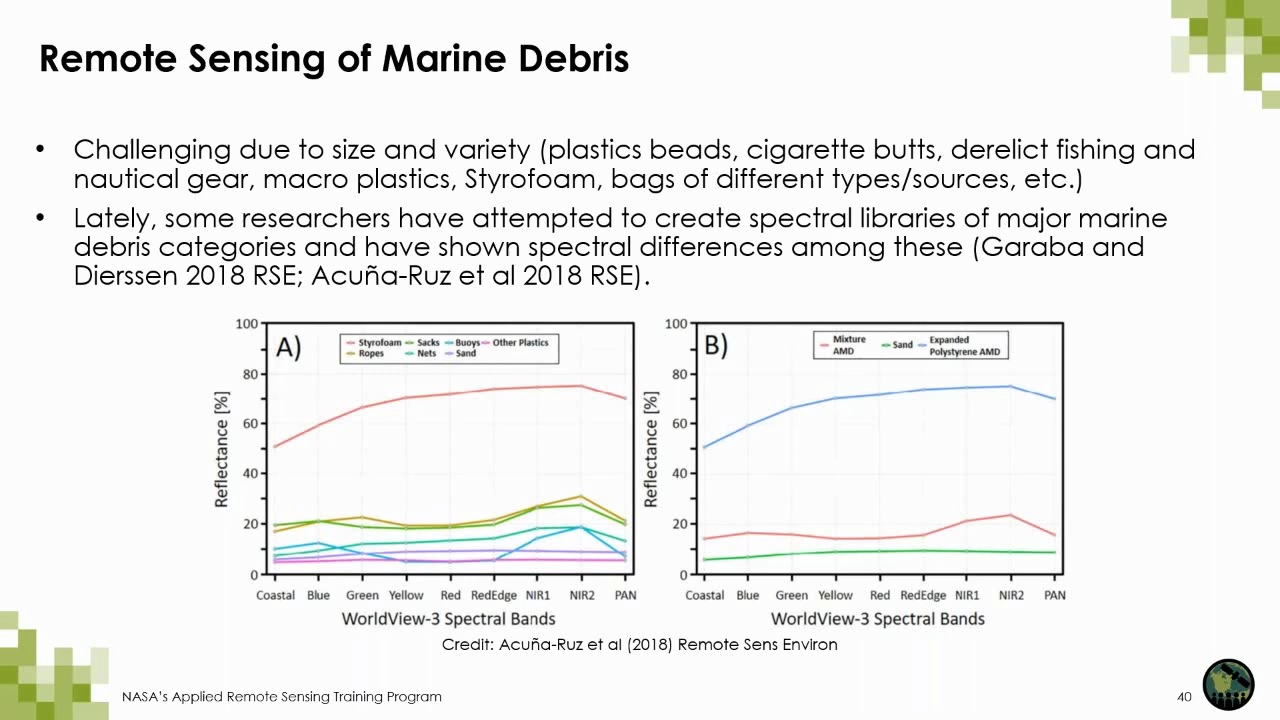 Remote Sensing of Marine Debris
• Challenging due to size and variety (plastics beads, cigarette butts, derelict fishing and
nautical gear, macro plastics, Styrofoam, bags of different types/sources, etc.)
• Lately, some researchers have attempted to create spectral libraries of major marine
debris categories and have shown spectral differences among these (Garaba and
Dierssen 2018 RSE; Acuña-Ruz et al 2018 RSE).
A)
Styrofoam Sacks Buoys Other Plastics
Ropes Nets Sand
Reflectance [%]
100
80
60
40
20
0
Coastal Blue Green Yellow Red RedEdge NIR1 NIR2 PAN
WorldView-3 Spectral Bands
B)
Mixture AMD
Sand
Expanded
Polystyrene AMD
Reflectance [%]
100
80
60
40
20
0
Coastal Blue Green Yellow Red RedEdge NIR1 NIR2 PAN
WorldView-3 Spectral Bands
Credit: Acuña-Ruz et al (2018) Remote Sens Environ
NASA's Applied Remote Sensing Training Program
40